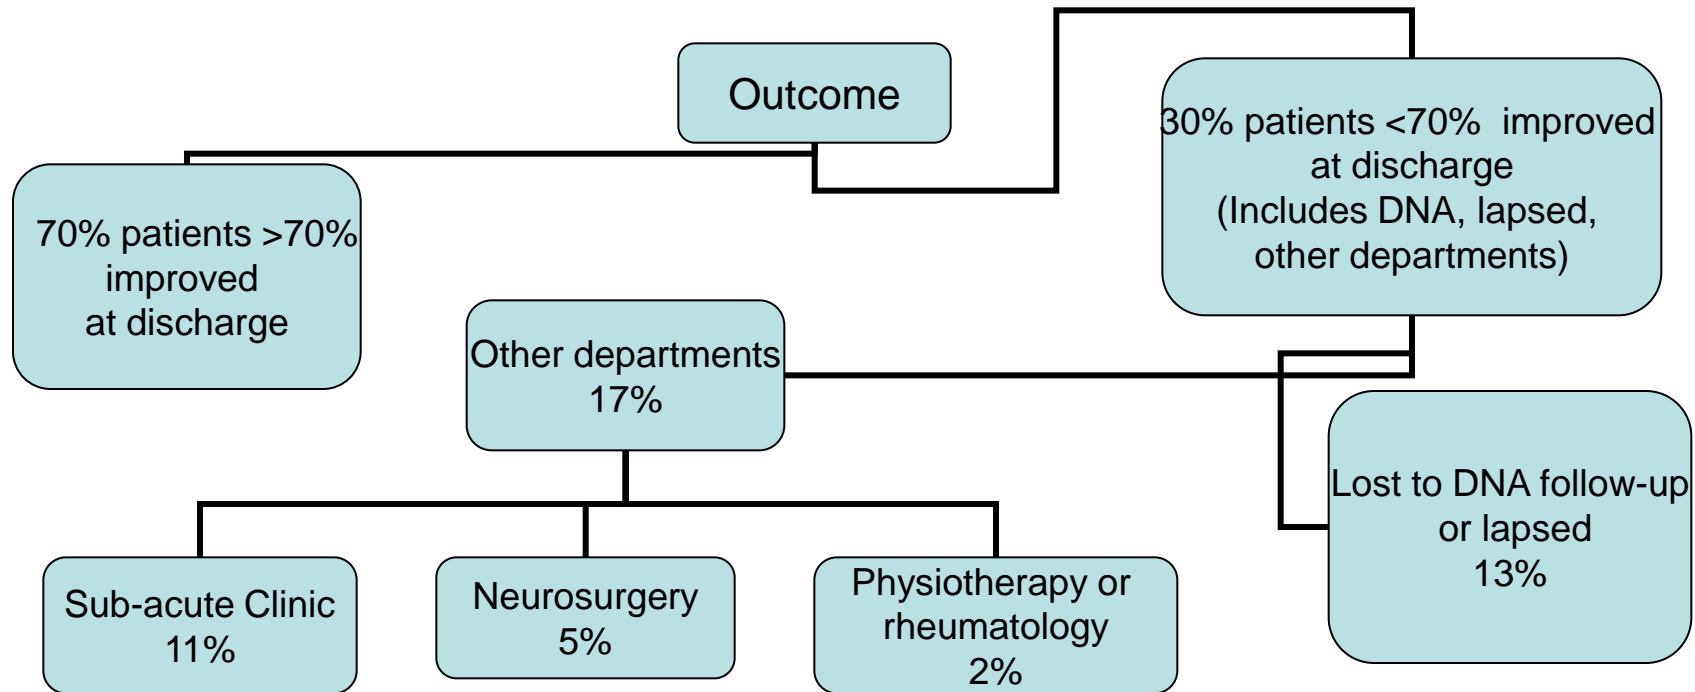 Outcome
70% patients >70%
improved
at discharge
30% patients <70% improved
at discharge
(Includes DNA, lapsed,
other departments)
Other departments
17%
Lost to DNA follow-up
or lapsed
13%
Sub-acute Clinic
11%
Neurosurgery
5%
Physiotherapy or
rheumatology
2%